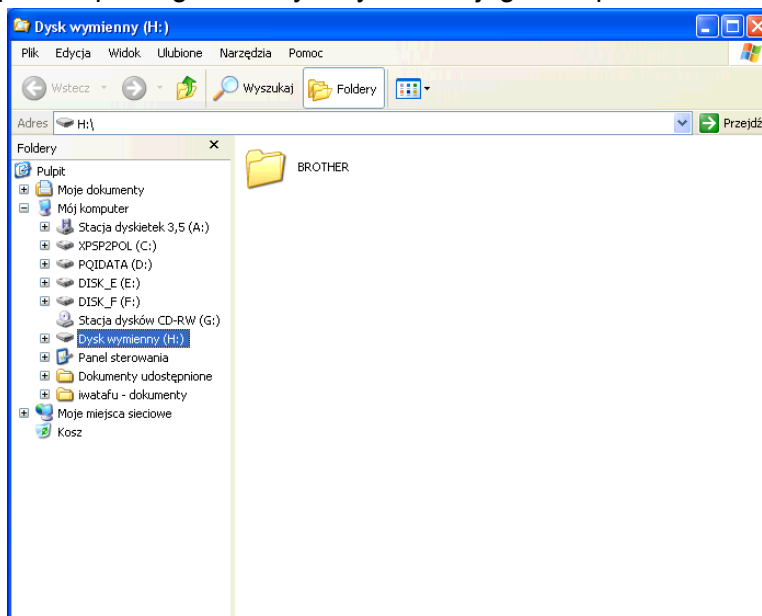 Dysk wymienny (H:)
Plik Edycja Widok Ulubione Narzędzia Pomoc
Wstecz Wyszukaj Foldery
Adres H:\ Przejdź
Foldery
Pulpit
Moje dokumenty
Mój komputer
Stacja dyskietek 3,5 (A:)
XPSP2POL (C:)
PQIDATA (D:)
DISK_E (E:)
DISK_F (F:)
Stacja dysków CD-RW (G:)
Dysk wymienny (H:)
Panel sterowania
Dokumenty udostępnione
iwatafu - dokumenty
Moje miejsca sieciowe
Kosz
BROTHER